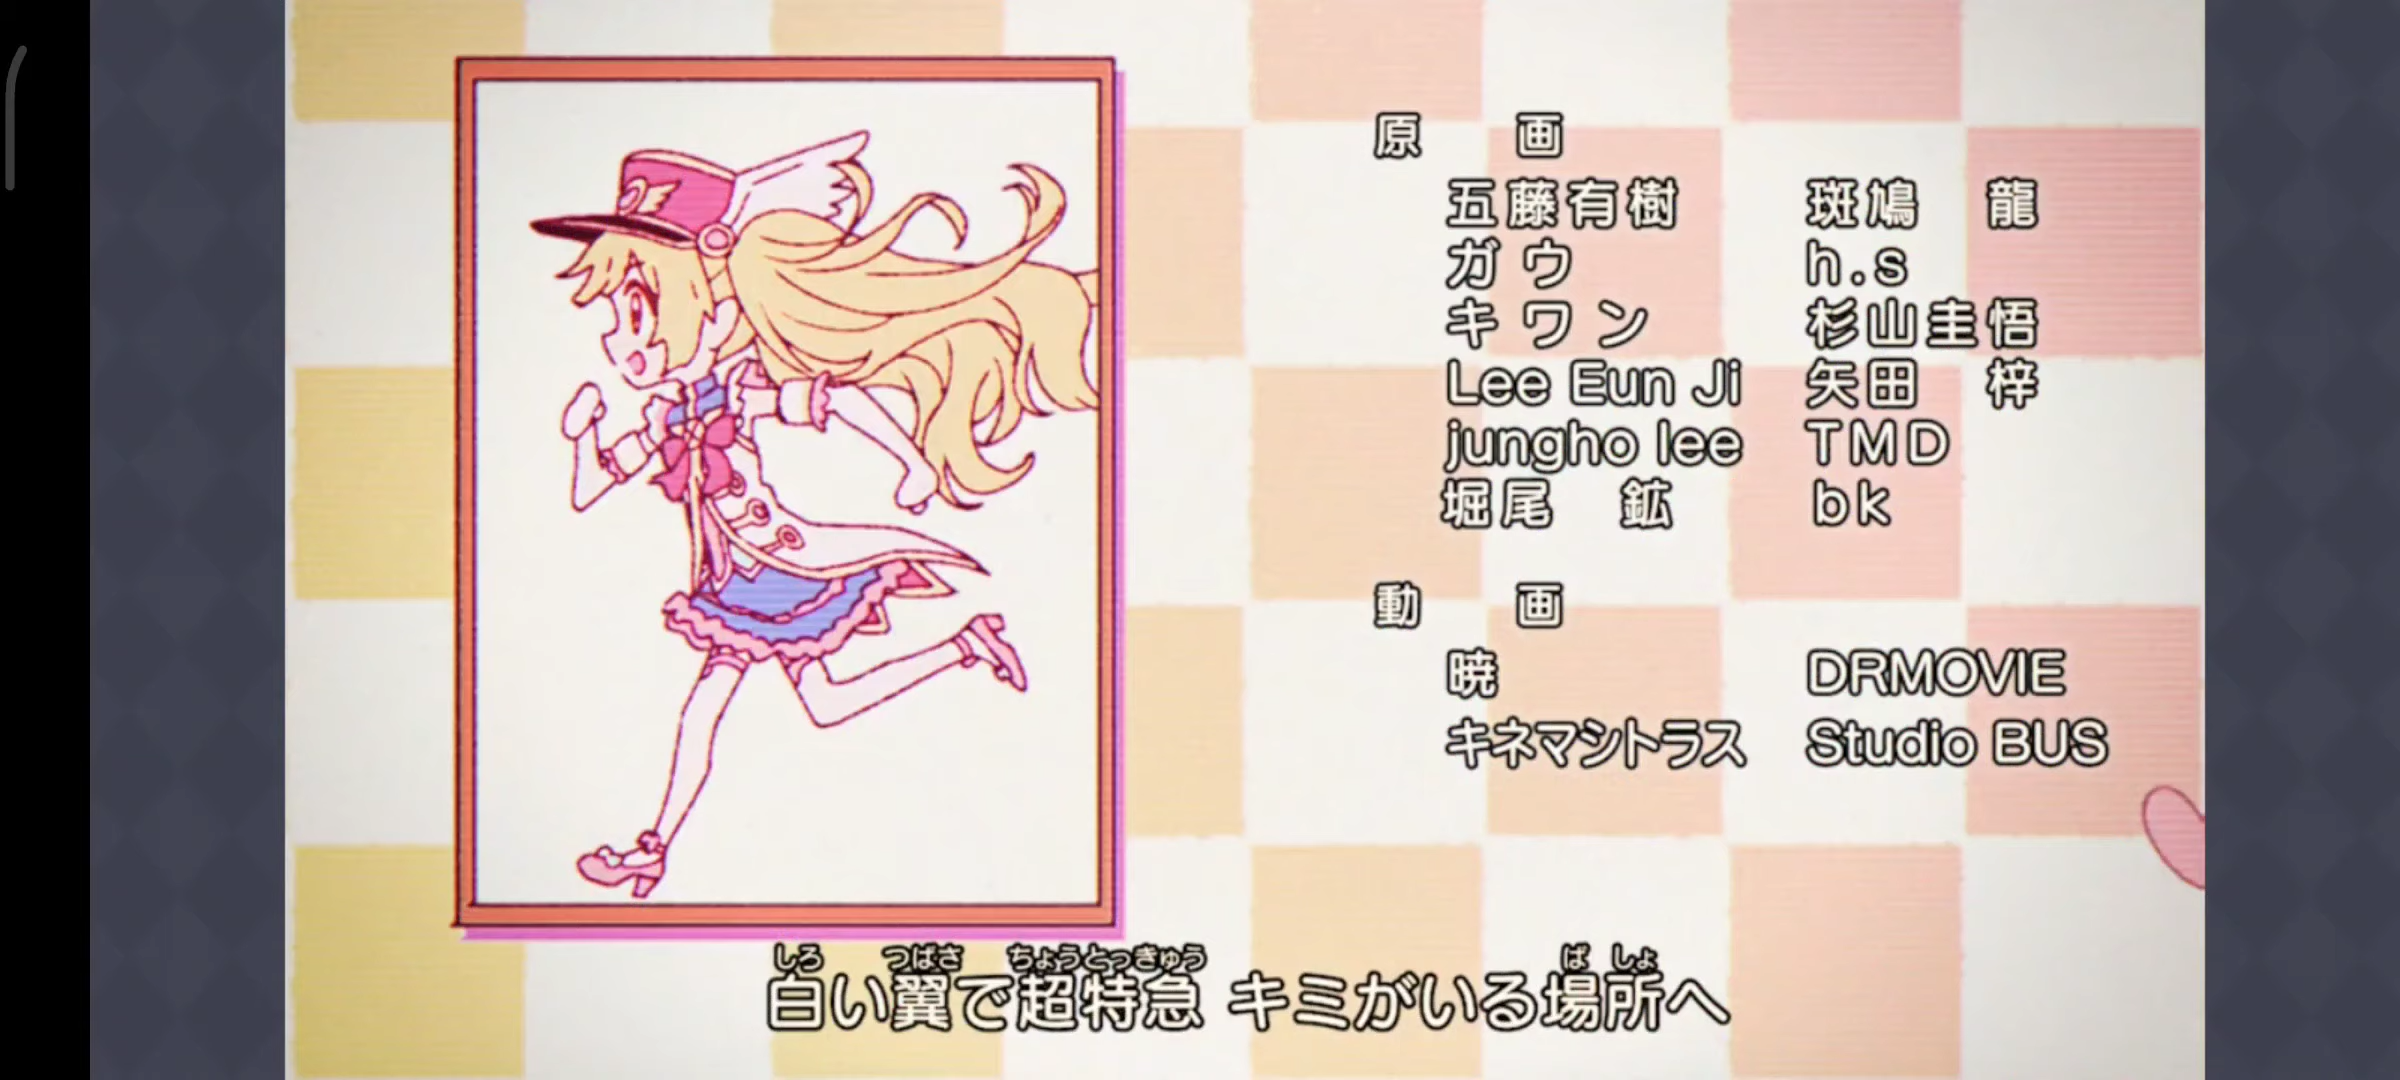 原　画
五藤有樹　斑鳩　龍
ガウ　h.s
キワン　杉山圭悟
Lee Eun Ji　矢田　梓
jungho lee　TMD
堀尾　鉱　bk
動　画
暁　DRMOVIE
キネマシトラス　Studio BUS
しろ　つばさ　ちょうとっきゅう　ばしょ
白い翼で超特急 キミがいる場所へ